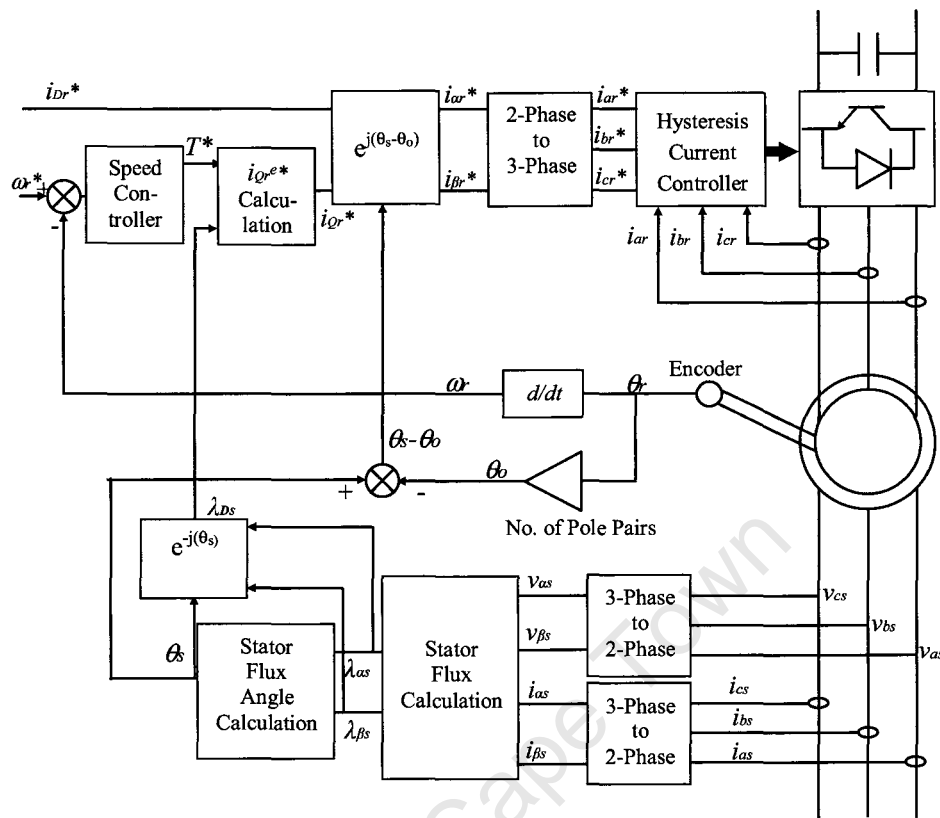 iDr*
ωr*
+
-
Speed
Con-
troller
T*
iQr^e*
Calcu-
lation
iQr*
e^j(θs-θo)
iαr*
iβr*
2-Phase
to
3-Phase
iar*
ibr*
icr*
Hysteresis
Current
Controller
iar
ibr
icr
ωr
d/dt
θr
Encoder
θs-θo
+
-
θo
No. of Pole Pairs
λDs
e^-j(θs)
θs
Stator
Flux
Angle
Calculation
λαs
λβs
Stator
Flux
Calculation
vαs
vβs
iαs
iβs
3-Phase
to
2-Phase
3-Phase
to
2-Phase
vcs
vbs
vas
ics
ibs
ias
Cape Town